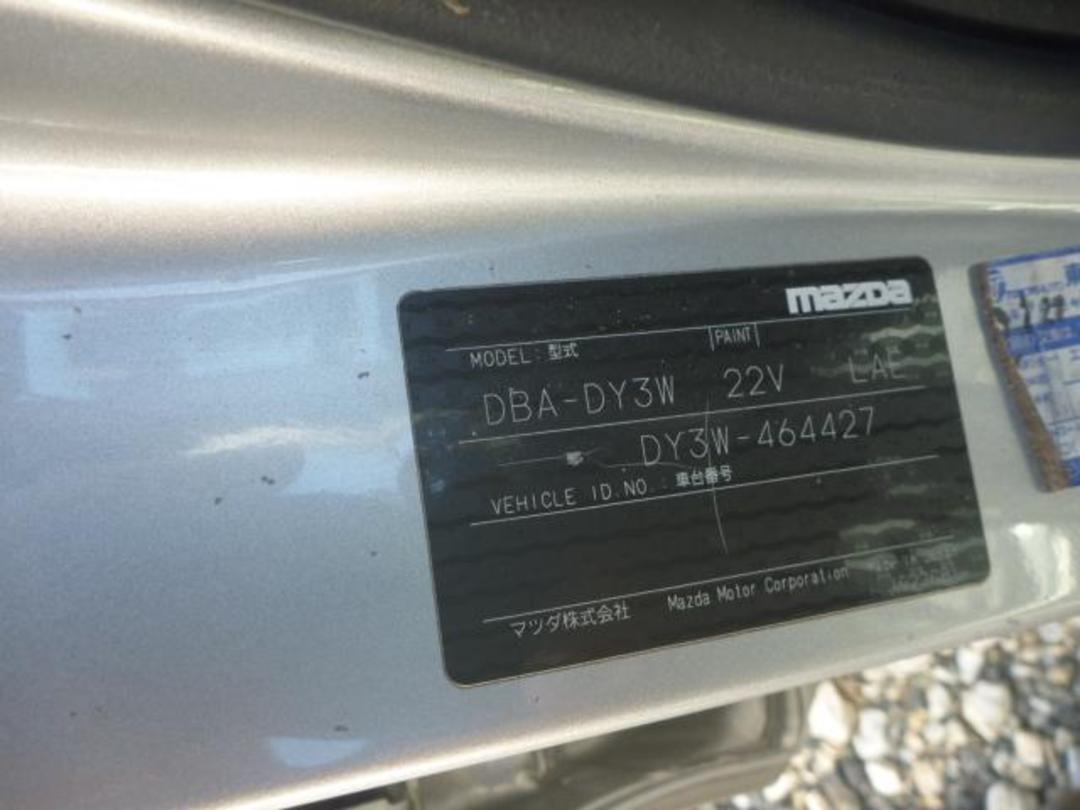 mazda
MODEL : 型式 PAINT
DBA-DY3W 22V LAE
DY3W-464427
VEHICLE ID.NO.: 車台番号
マツダ株式会社 Mazda Motor Corporation